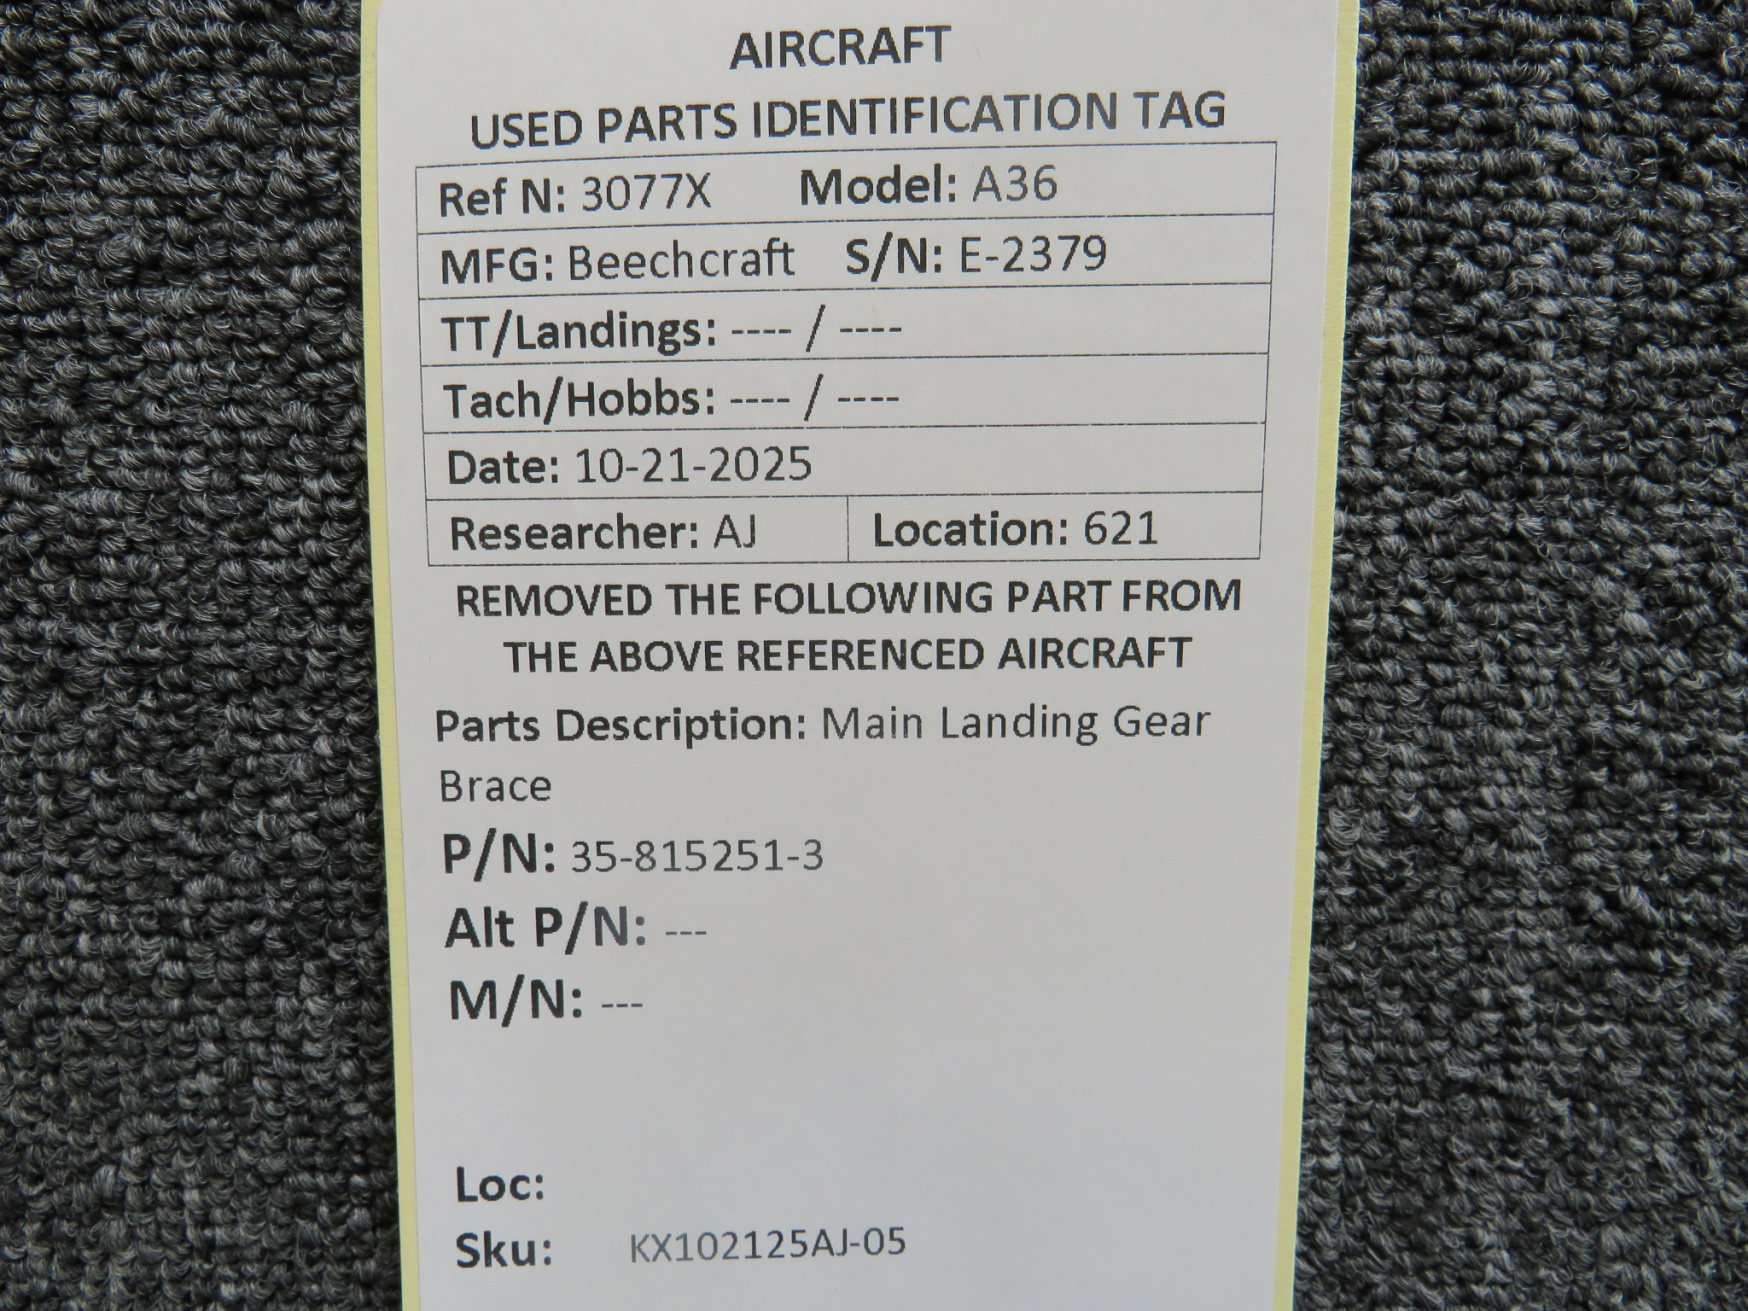 AIRCRAFT
USED PARTS IDENTIFICATION TAG
Ref N: 3077X Model: A36
MFG: Beechcraft S/N: E-2379
TT/Landings: ---- / ----
Tach/Hobbs: ---- / ----
Date: 10-21-2025
Researcher: AJ Location: 621
REMOVED THE FOLLOWING PART FROM
THE ABOVE REFERENCED AIRCRAFT
Parts Description: Main Landing Gear
Brace
P/N: 35-815251-3
Alt P/N: ---
M/N: ---
Loc:
Sku: KX102125AJ-05